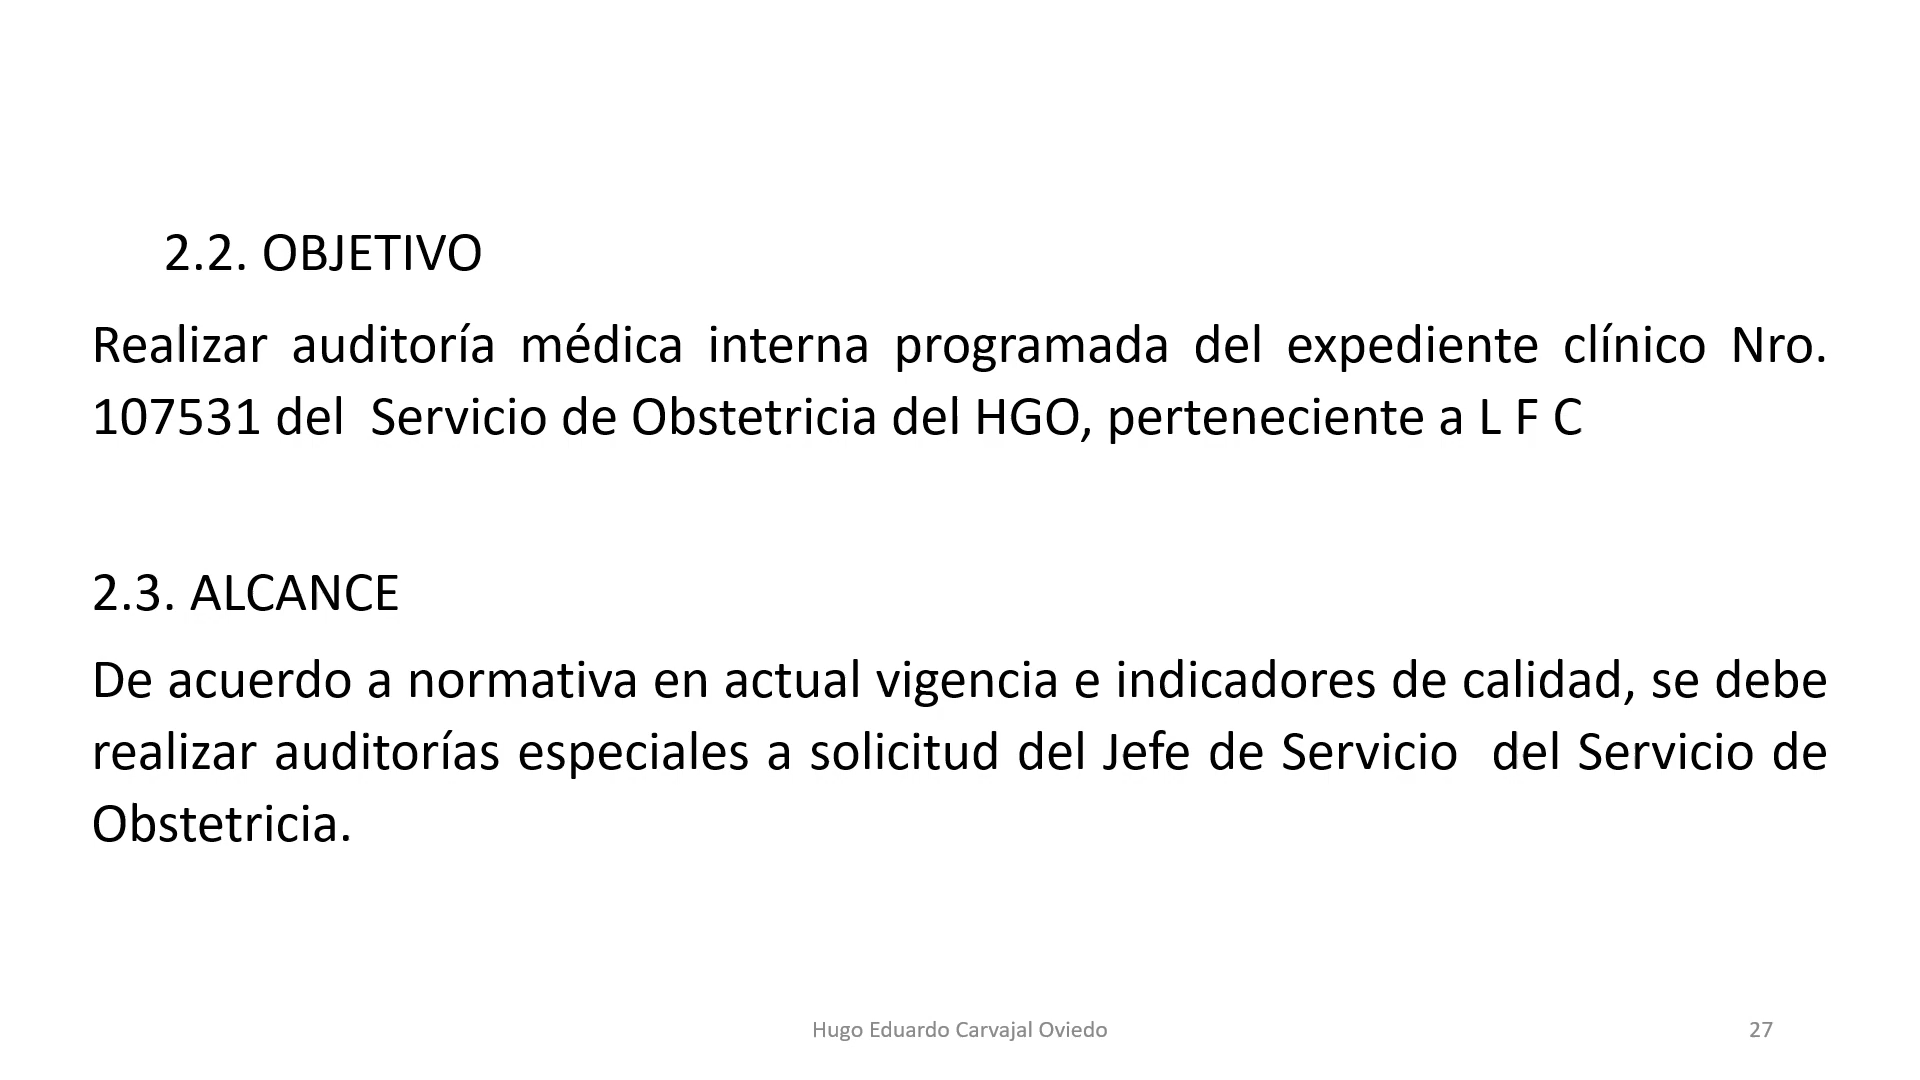 2.2. OBJETIVO
Realizar auditoría médica interna programada del expediente clínico Nro.
107531 del  Servicio de Obstetricia del HGO, perteneciente a L F C
2.3. ALCANCE
De acuerdo a normativa en actual vigencia e indicadores de calidad, se debe
realizar auditorías especiales a solicitud del Jefe de Servicio  del Servicio de
Obstetricia.
Hugo Eduardo Carvajal Oviedo
27